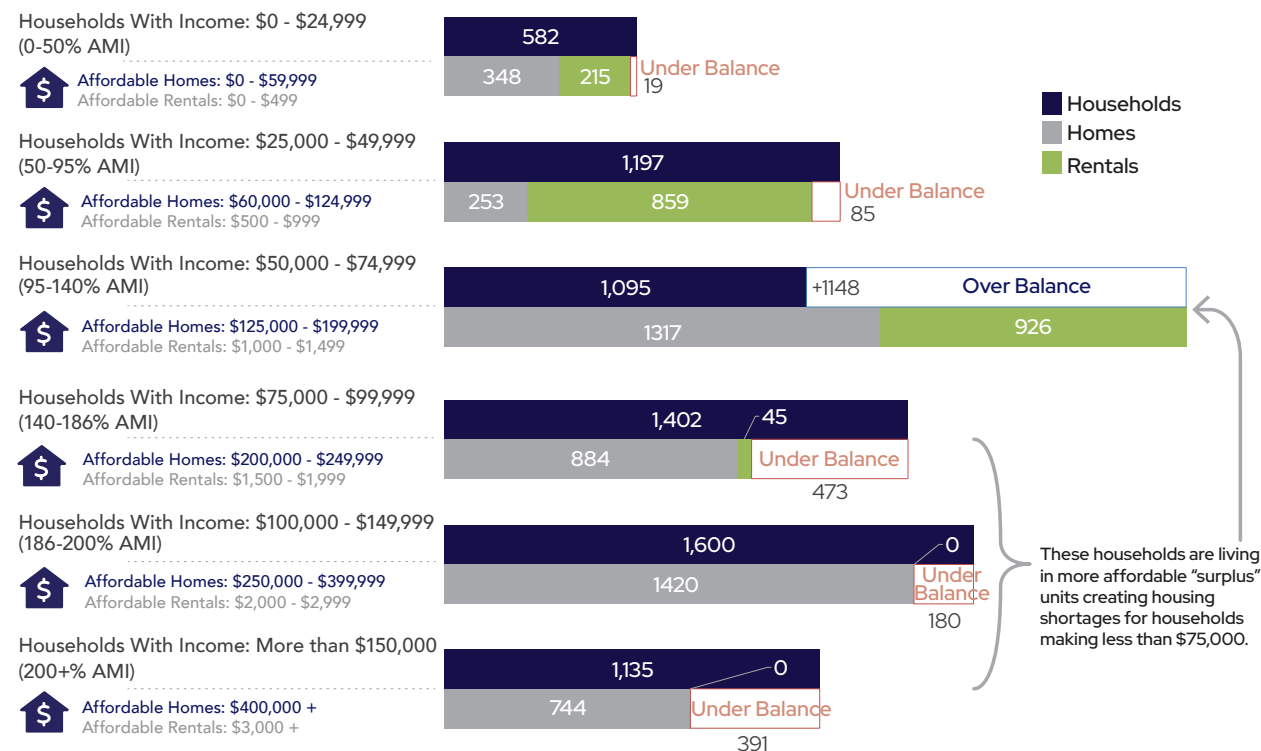 Households With Income: $0 - $24,999
(0-50% AMI)
$
Affordable Homes: $0 - $59,999
Affordable Rentals: $0 - $499
582
348
215
Under Balance
19
Households
Homes
Rentals
Households With Income: $25,000 - $49,999
(50-95% AMI)
$
Affordable Homes: $60,000 - $124,999
Affordable Rentals: $500 - $999
1,197
253
859
Under Balance
85
Households With Income: $50,000 - $74,999
(95-140% AMI)
$
Affordable Homes: $125,000 - $199,999
Affordable Rentals: $1,000 - $1,499
1,095
+1148
Over Balance
1317
926
Households With Income: $75,000 - $99,999
(140-186% AMI)
$
Affordable Homes: $200,000 - $249,999
Affordable Rentals: $1,500 - $1,999
1,402
45
884
Under Balance
473
Households With Income: $100,000 - $149,999
(186-200% AMI)
$
Affordable Homes: $250,000 - $399,999
Affordable Rentals: $2,000 - $2,999
1,600
0
1420
Under
Balance
180
Households With Income: More than $150,000
(200+% AMI)
$
Affordable Homes: $400,000 +
Affordable Rentals: $3,000 +
1,135
0
744
Under Balance
391
These households are living
in more affordable “surplus”
units creating housing
shortages for households
making less than $75,000.